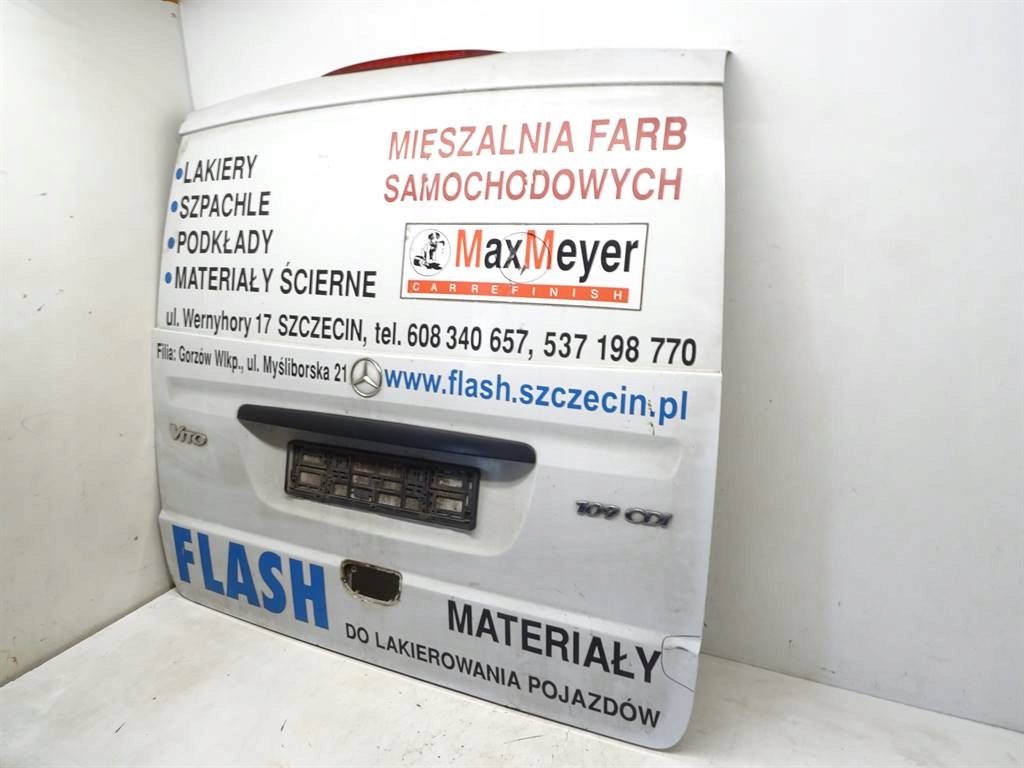 MIESZALNIA FARB
SAMOCHODOWYCH
•LAKIERY
•SZPACHLE
•PODKŁADY
•MATERIAŁY ŚCIERNE
MaxMeyer
CARREFINISH
ul. Wernyhory 17 SZCZECIN, tel. 608 340 657, 537 198 770
Filia: Gorzów Wlkp., ul. Myśliborska 21
www.flash.szczecin.pl
VITO
109 CDI
FLASH
MATERIAŁY
DO LAKIEROWANIA POJAZDÓW